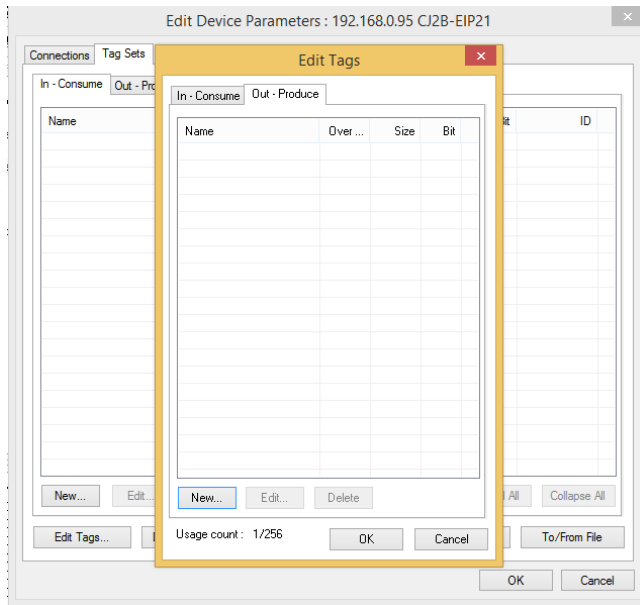 Edit Device Parameters : 192.168.0.95 CJ2B-EIP21
Connections Tag Sets
Edit Tags
In - Consume Out - Pro
In - Consume Out - Produce
Name
Name Over ... Size Bit
Bit ID
New... Edit...
New... Edit... Delete
All Collapse All
Usage count : 1/256
Edit Tags...
OK Cancel
To/From File
OK Cancel